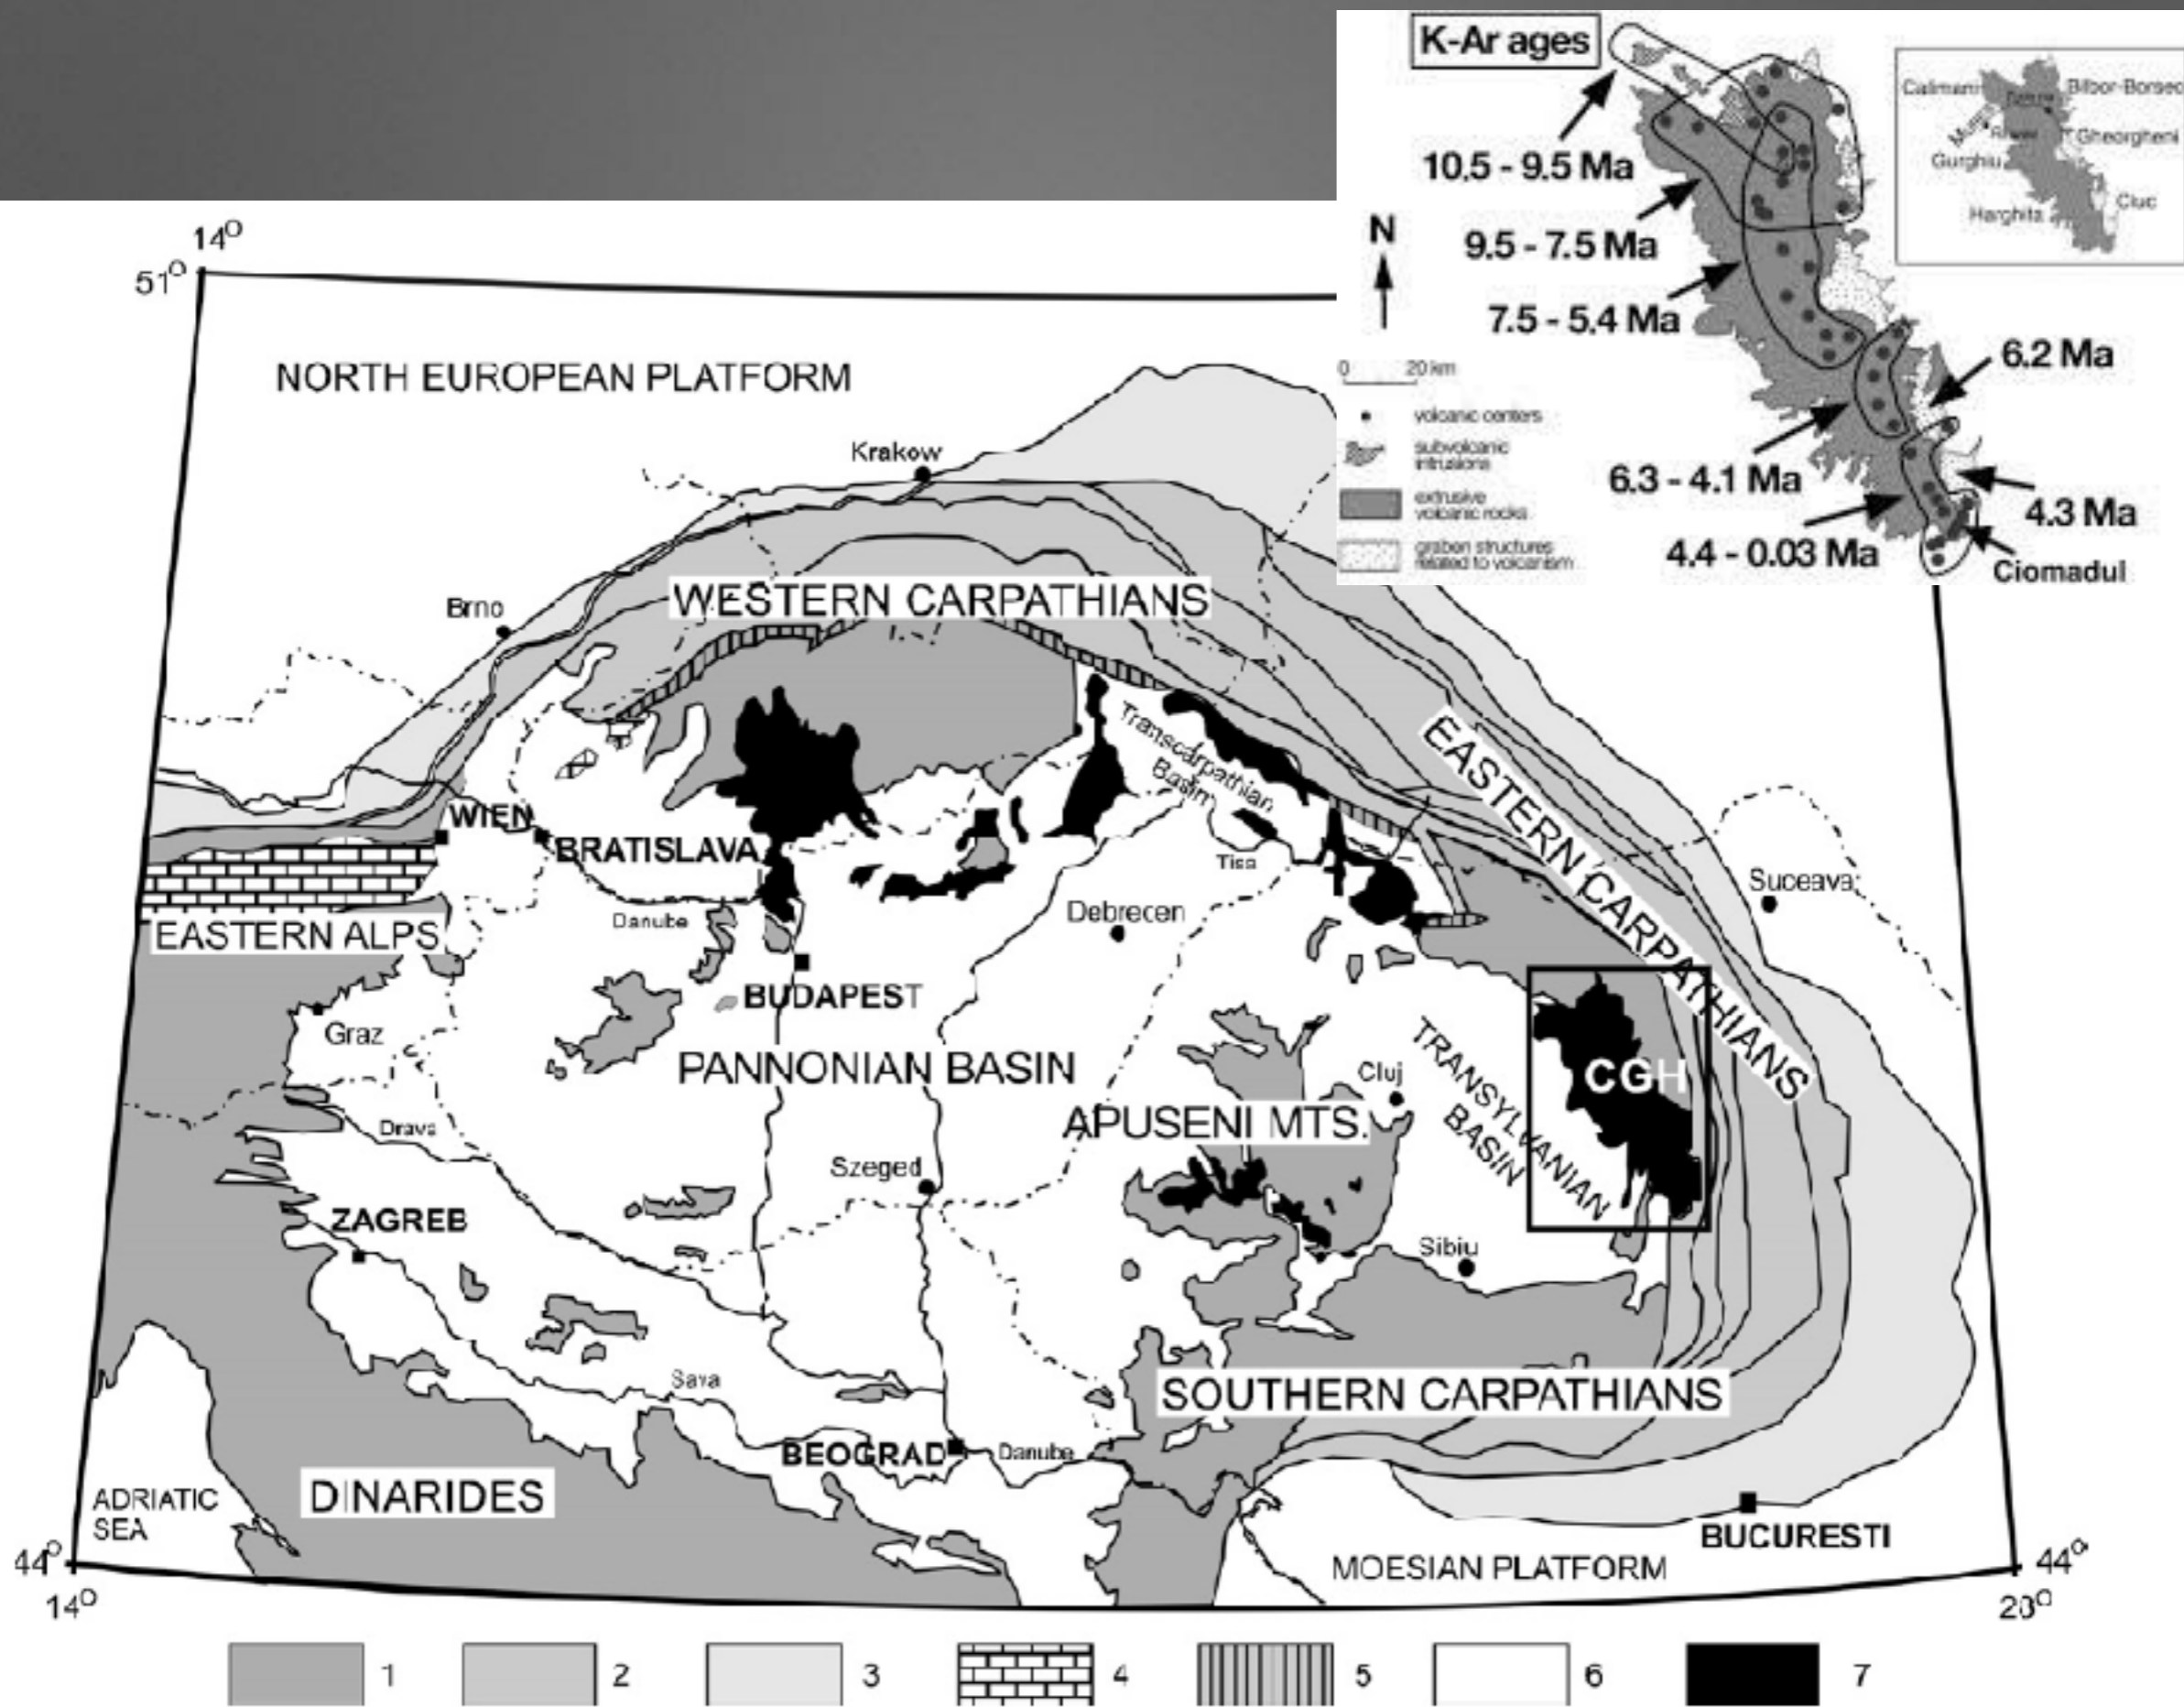 K-Ar ages
10.5 - 9.5 Ma
9.5 - 7.5 Ma
7.5 - 5.4 Ma
6.2 Ma
6.3 - 4.1 Ma
4.3 Ma
4.4 - 0.03 Ma
Ciomadul
N
0 20 km
volcanic centers
subvolcanic
intrusions
extrusive
volcanic rocks
graben structures
related to volcanism
Calimani
Bilbor-Borsec
River
Gheorgheni
Gurghiu
Harghita
Ciuc
14°
51°
NORTH EUROPEAN PLATFORM
Krakow
WESTERN CARPATHIANS
Brno
Transcarpathian
Basin
EASTERN CARPATHIANS
WIEN
BRATISLAVA
Tisa
Suceava
Danube
Debrecen
EASTERN ALPS
BUDAPEST
Graz
PANNONIAN BASIN
TRANSYLVANIAN
BASIN
CGH
Cluj
APUSENI MTS.
Drava
Szeged
ZAGREB
Sibiu
Sava
SOUTHERN CARPATHIANS
BEOGRAD
Danube
DINARIDES
ADRIATIC
SEA
BUCURESTI
MOESIAN PLATFORM
44°
14°
44°
28°
1 2 3 4 5 6 7